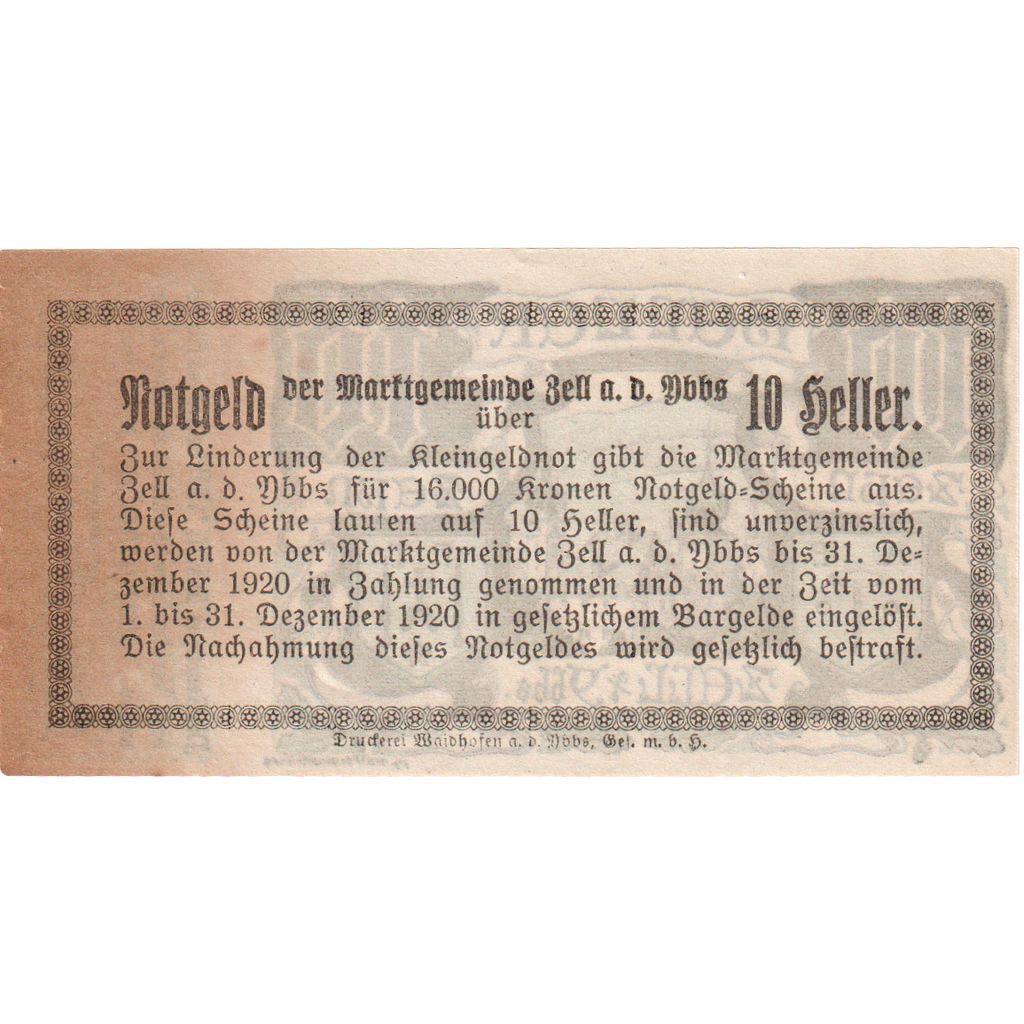 Notgeld der Marktgemeinde Zell a. d. Ybbs über 10 Heller.
Zur Linderung der Kleingeldnot gibt die Marktgemeinde
Zell a. d. Ybbs für 16.000 Kronen Notgeld=Scheine aus.
Diese Scheine lauten auf 10 Heller, sind unverzinslich,
werden von der Marktgemeinde Zell a. d. Ybbs bis 31. De=
zember 1920 in Zahlung genommen und in der Zeit vom
1. bis 31. Dezember 1920 in gesetzlichem Bargelde eingelöst.
Die Nachahmung dieses Notgeldes wird gesetzlich bestraft.
Druckerei Waidhofen a. d. Ybbs, Ges. m. b. H.